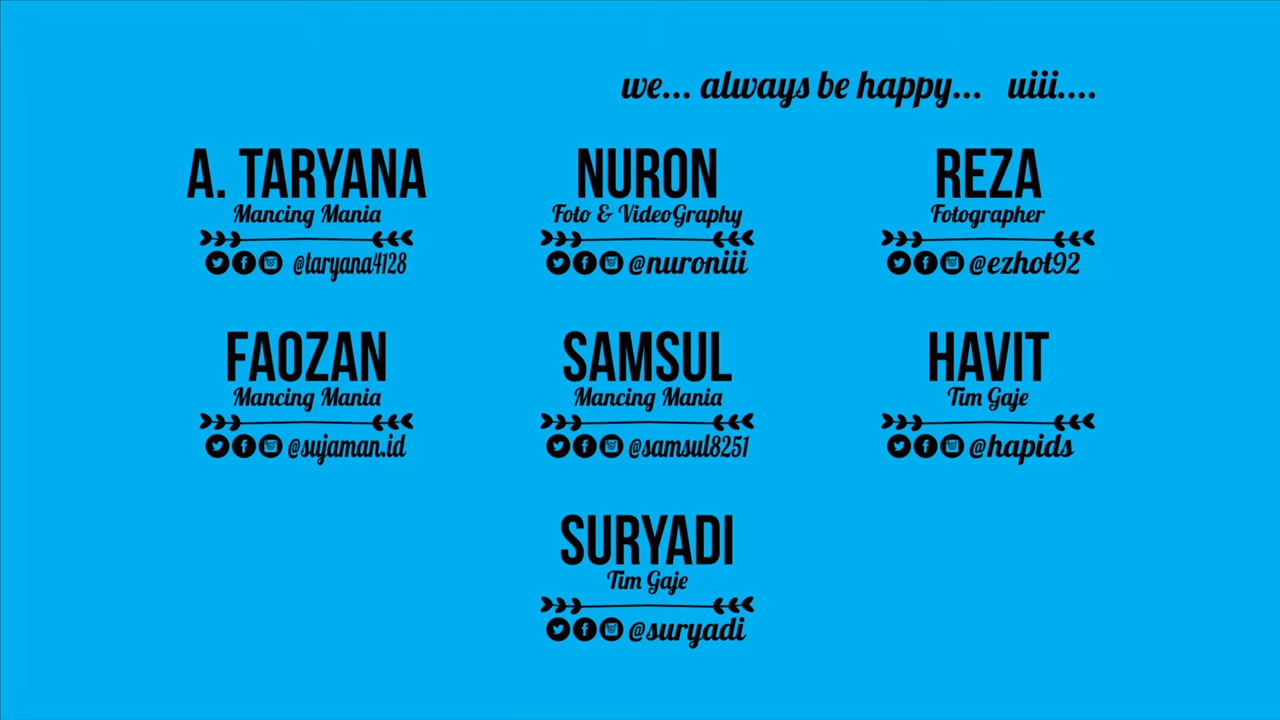 we... always be happy... uiii....
A. TARYANA
Mancing Mania
@taryana4128
NURON
Foto & VideoGraphy
@nuroniii
REZA
Fotographer
@ezhot92
FAOZAN
Mancing Mania
@sujaman.id
SAMSUL
Mancing Mania
@samsul8251
HAVIT
Tim Gaje
@hapids
SURYADI
Tim Gaje
@suryadi